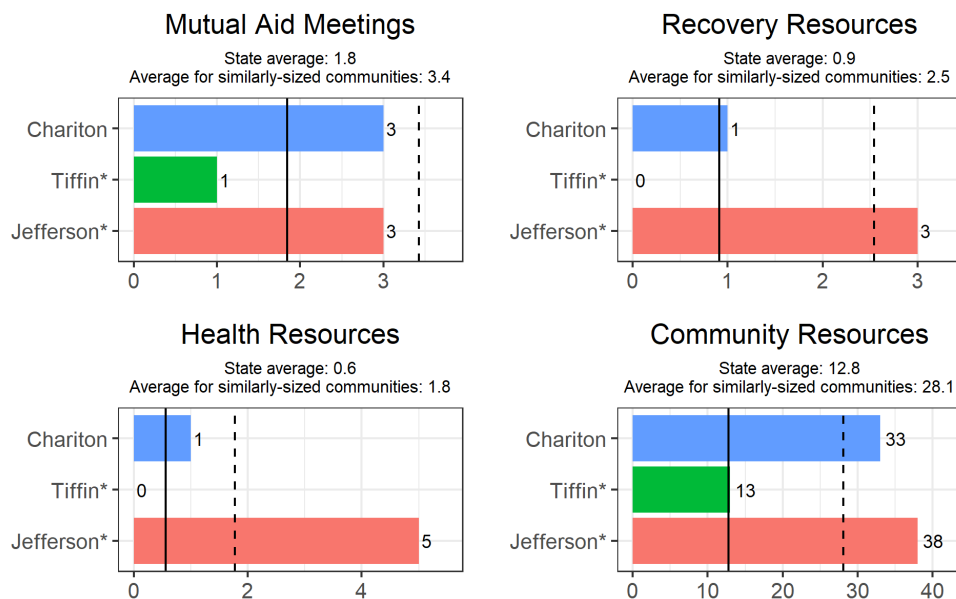 Mutual Aid Meetings
State average: 1.8
Average for similarly-sized communities: 3.4
Chariton
3
Tiffin*
1
Jefferson*
3
0 1 2 3
Recovery Resources
State average: 0.9
Average for similarly-sized communities: 2.5
Chariton
1
Tiffin*
0
Jefferson*
3
0 1 2 3
Health Resources
State average: 0.6
Average for similarly-sized communities: 1.8
Chariton
1
Tiffin*
0
Jefferson*
5
0 2 4
Community Resources
State average: 12.8
Average for similarly-sized communities: 28.1
Chariton
33
Tiffin*
13
Jefferson*
38
0 10 20 30 40